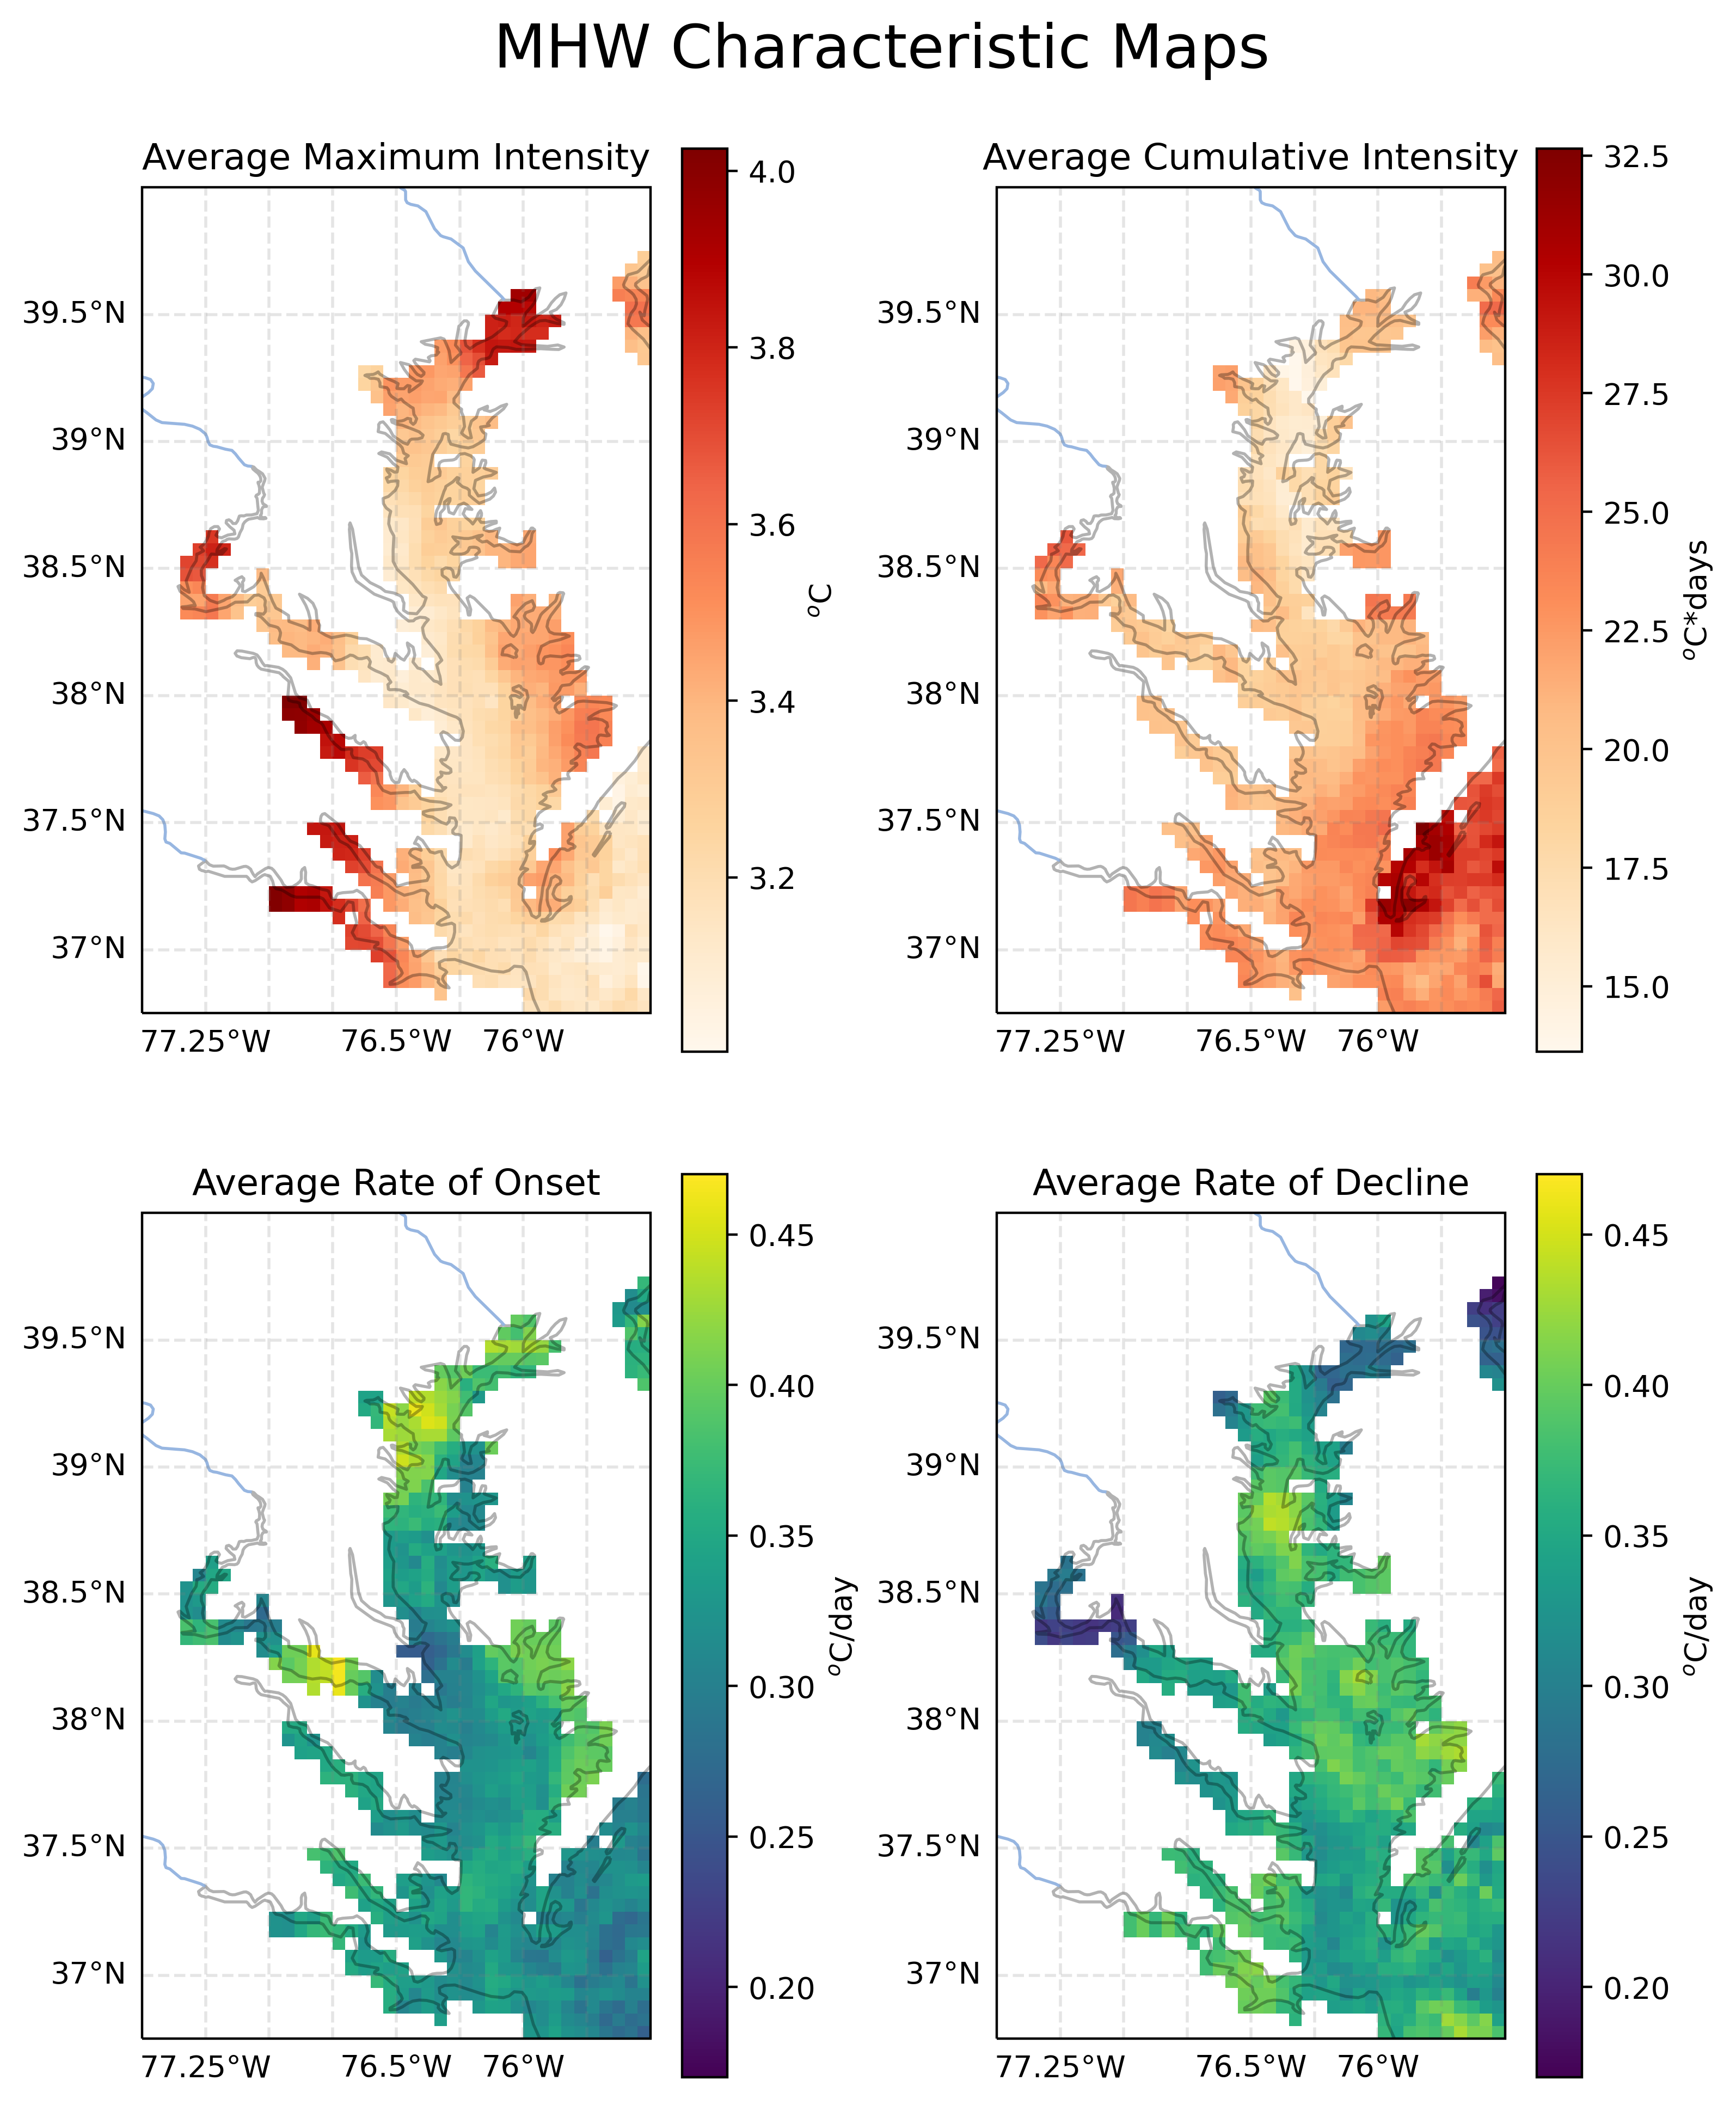 MHW Characteristic Maps
Average Maximum Intensity
39.5°N
39°N
38.5°N
38°N
37.5°N
37°N
77.25°W 76.5°W 76°W
4.0
3.8
3.6
3.4
3.2
°C
Average Cumulative Intensity
39.5°N
39°N
38.5°N
38°N
37.5°N
37°N
77.25°W 76.5°W 76°W
32.5
30.0
27.5
25.0
22.5
20.0
17.5
15.0
°C*days
Average Rate of Onset
39.5°N
39°N
38.5°N
38°N
37.5°N
37°N
77.25°W 76.5°W 76°W
0.45
0.40
0.35
0.30
0.25
0.20
°C/day
Average Rate of Decline
39.5°N
39°N
38.5°N
38°N
37.5°N
37°N
77.25°W 76.5°W 76°W
0.45
0.40
0.35
0.30
0.25
0.20
°C/day